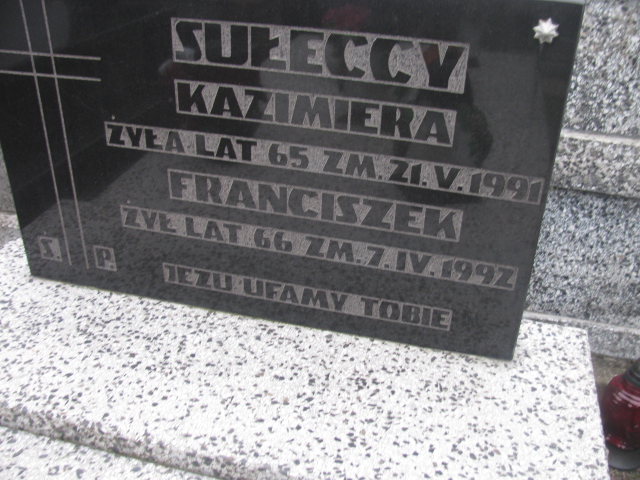 SUŁECCY
KAZIMIERA
ŻYŁA LAT 65 ZM. 21.V.1991
FRANCISZEK
ŻYŁ LAT 66 ZM. 7.IV.1992
Ś. P.
JEZU UFAMY TOBIE